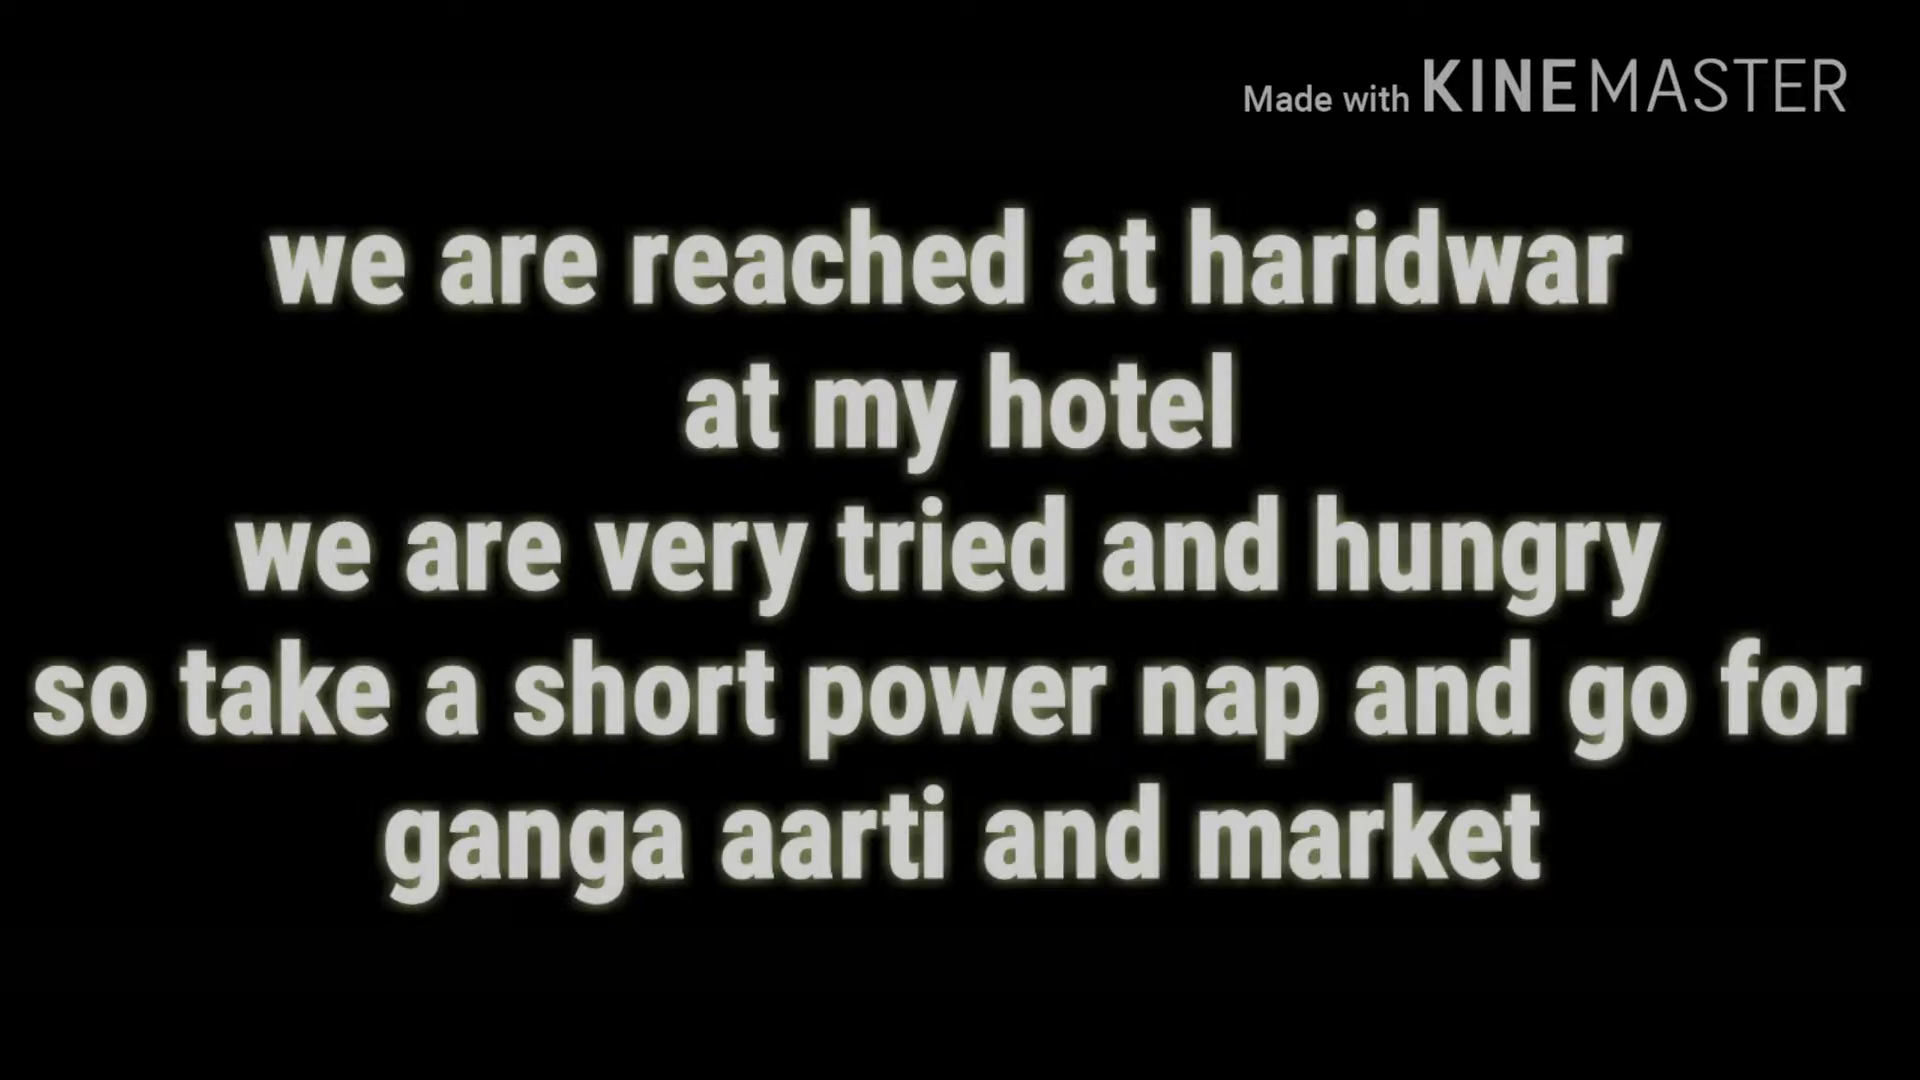 Made with KINEMASTER
we are reached at haridwar
at my hotel
we are very tried and hungry
so take a short power nap and go for
ganga aarti and market